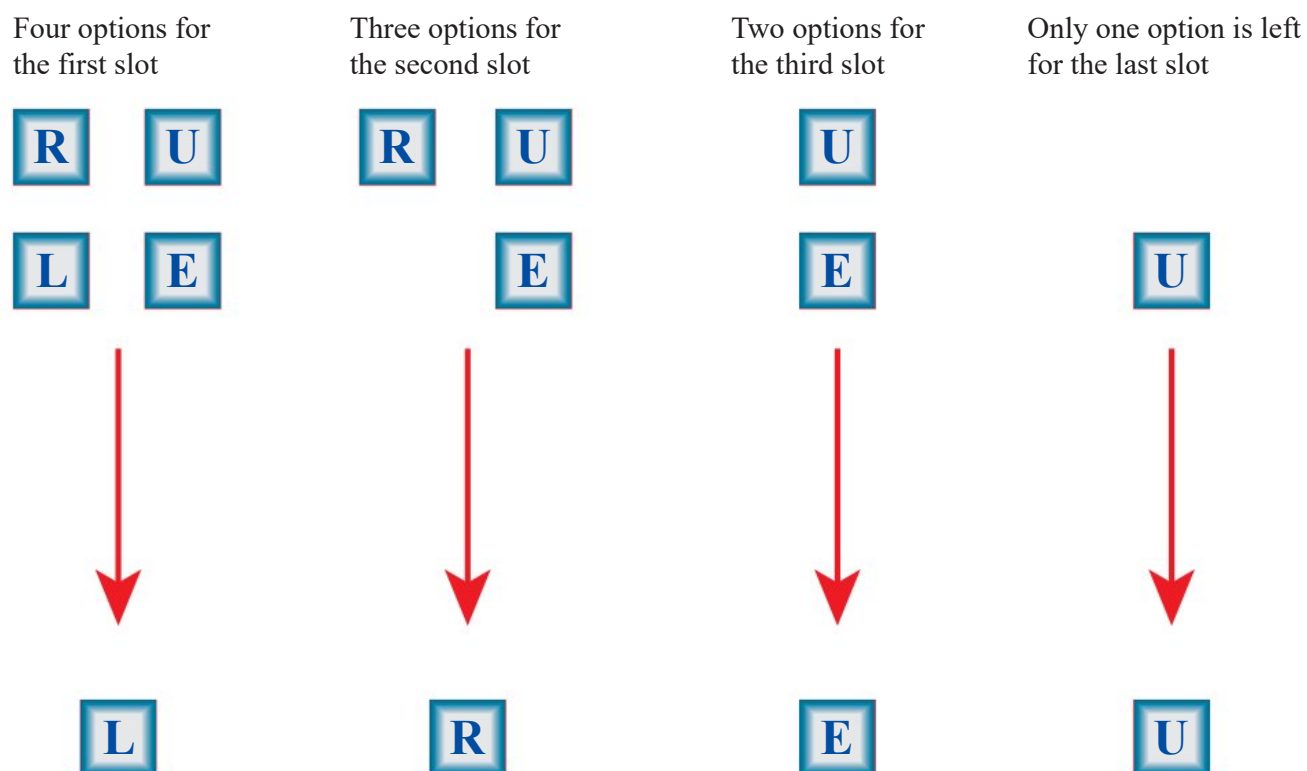 Four options for
the first slot
Three options for
the second slot
Two options for
the third slot
Only one option is left
for the last slot
R U R U U
L E E E U
L R E U